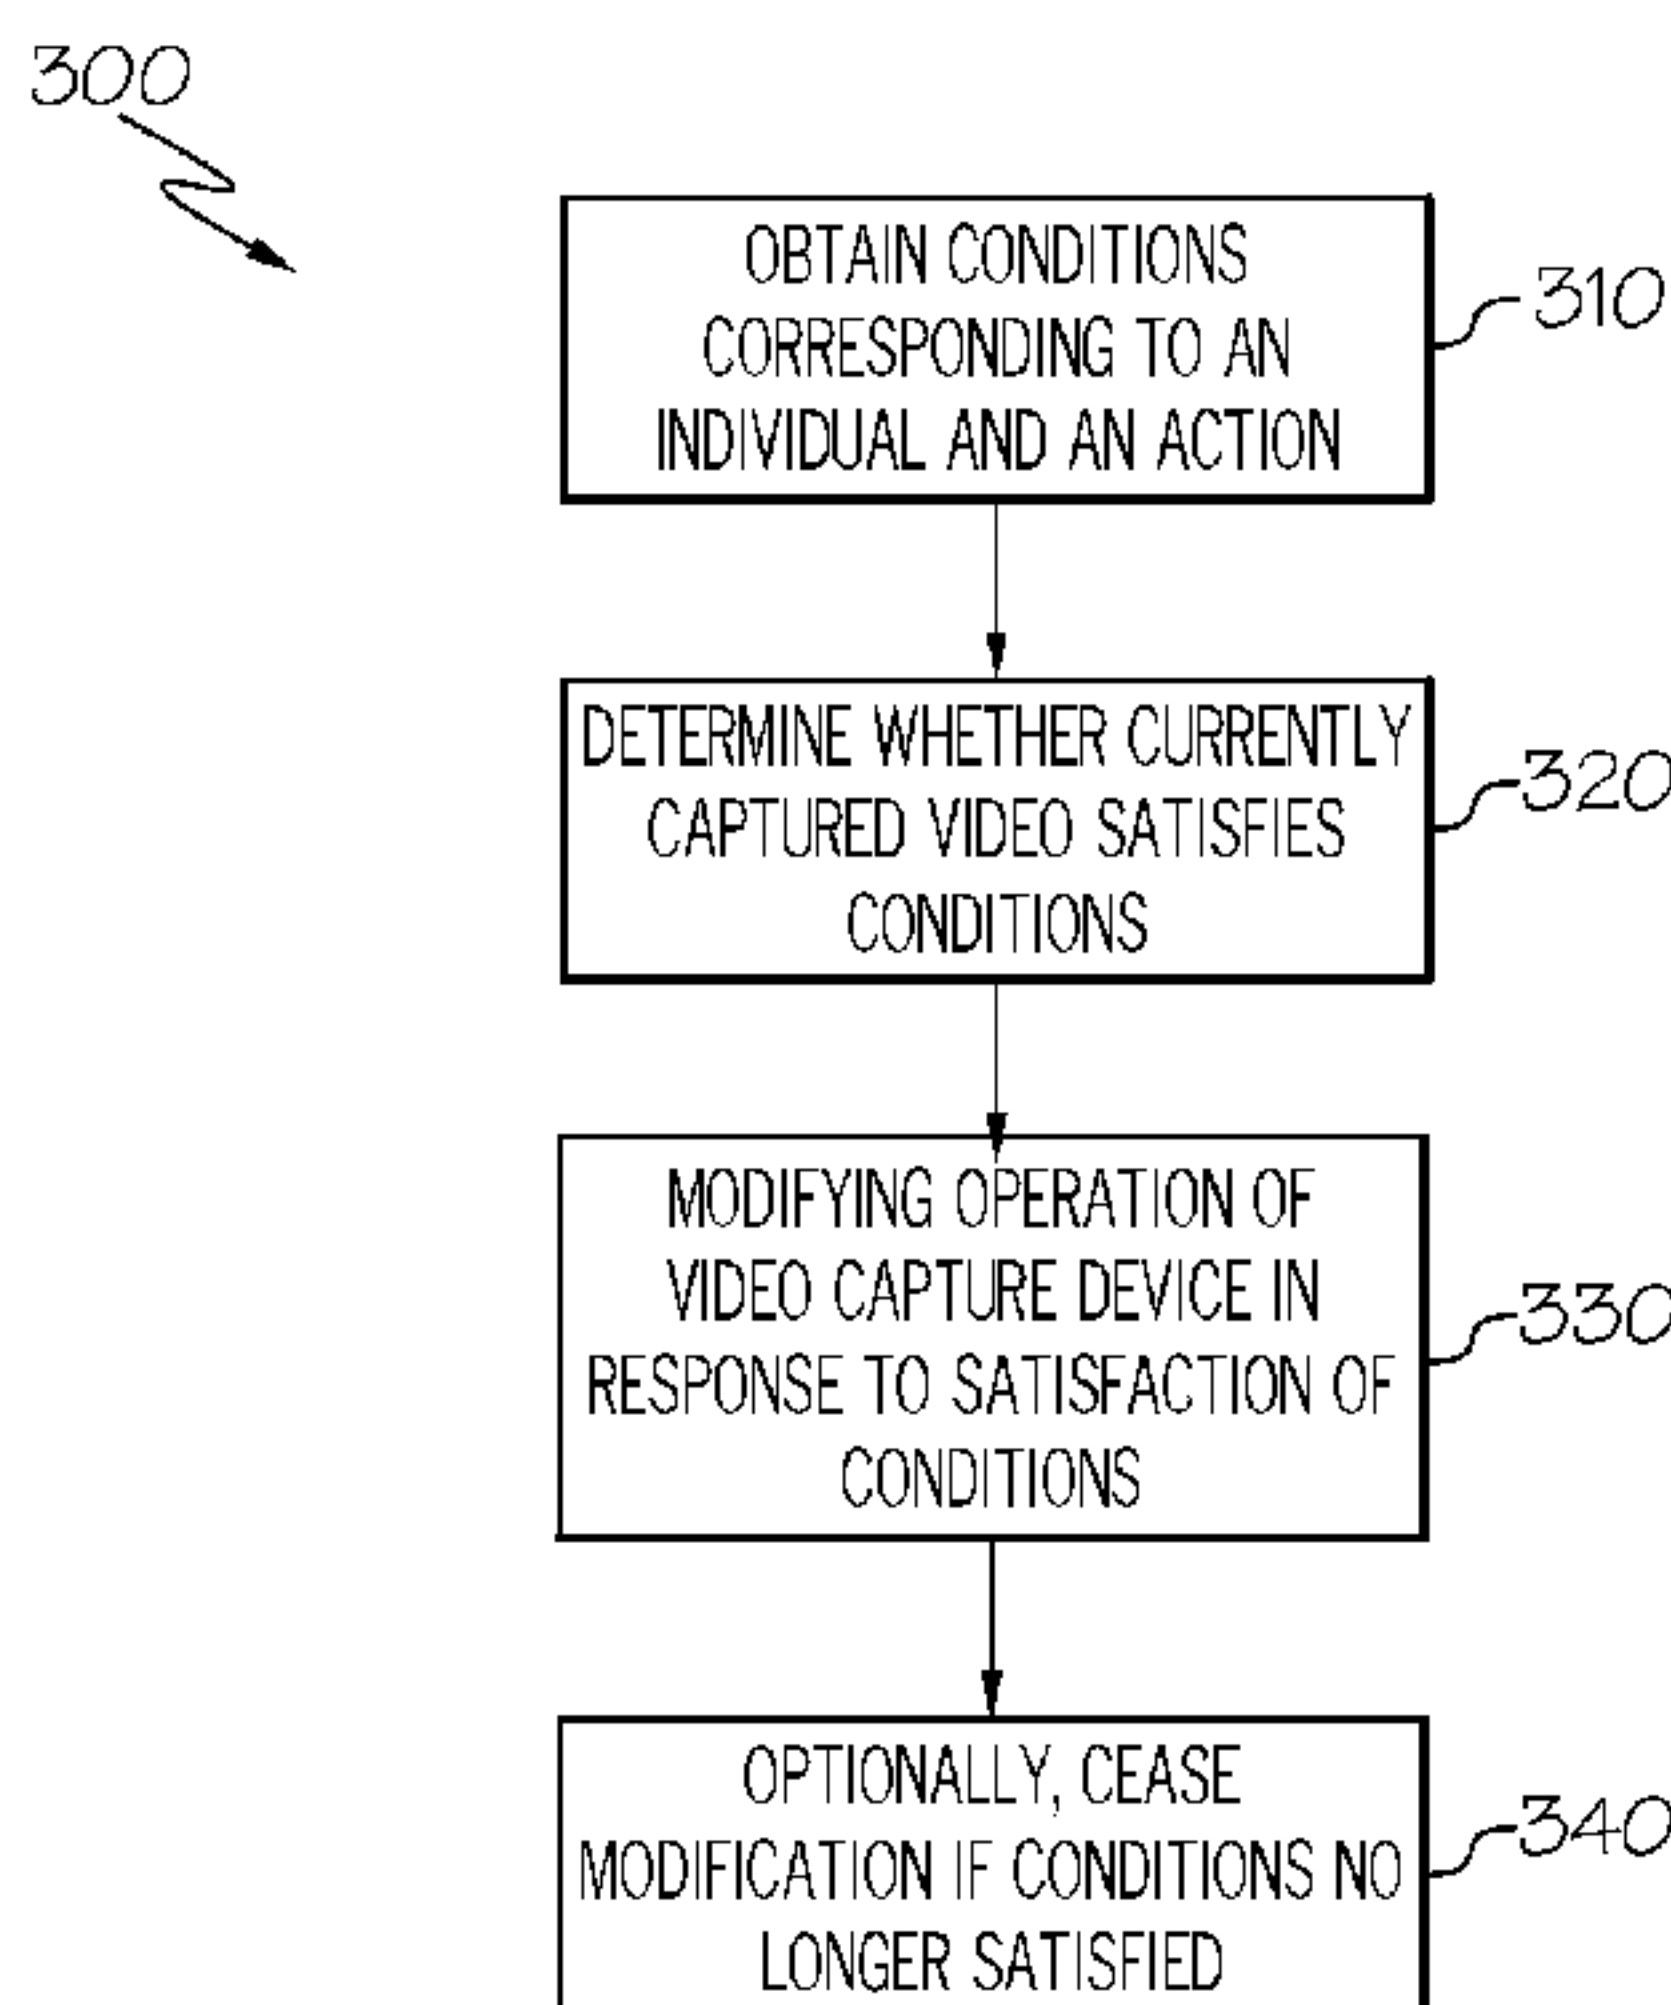 300
OBTAIN CONDITIONS
CORRESPONDING TO AN
INDIVIDUAL AND AN ACTION
310
DETERMINE WHETHER CURRENTLY
CAPTURED VIDEO SATISFIES
CONDITIONS
320
MODIFYING OPERATION OF
VIDEO CAPTURE DEVICE IN
RESPONSE TO SATISFACTION OF
CONDITIONS
330
OPTIONALLY, CEASE
MODIFICATION IF CONDITIONS NO
LONGER SATISFIED
340